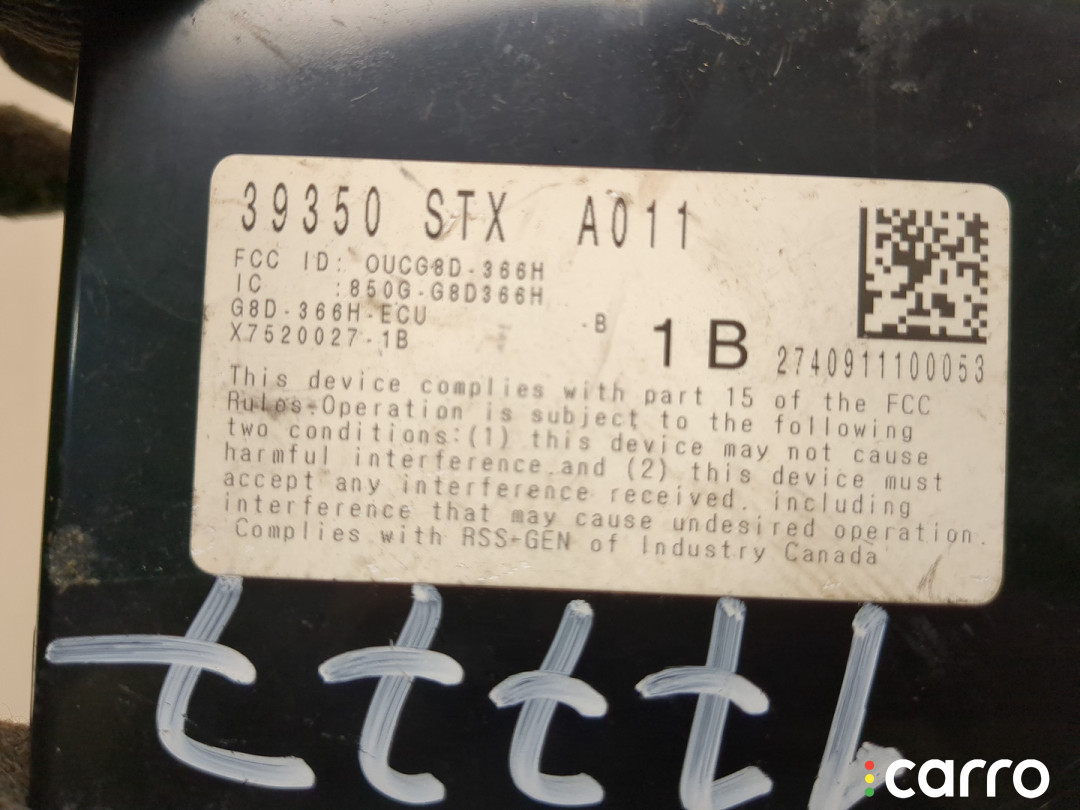 39350 STX A011
FCC ID: OUCG8D-366H
IC :850G-G8D366H
G8D-366H-ECU -B
X7520027-1B
1B
2740911100053
This device complies with part 15 of the FCC
Rules.Operation is subject to the following
two conditions:(1) this device may not cause
harmful interference.and (2) this device must
accept any interference received. including
interference that may cause undesired operation.
Complies with RSS-GEN of Industry Canada
carro